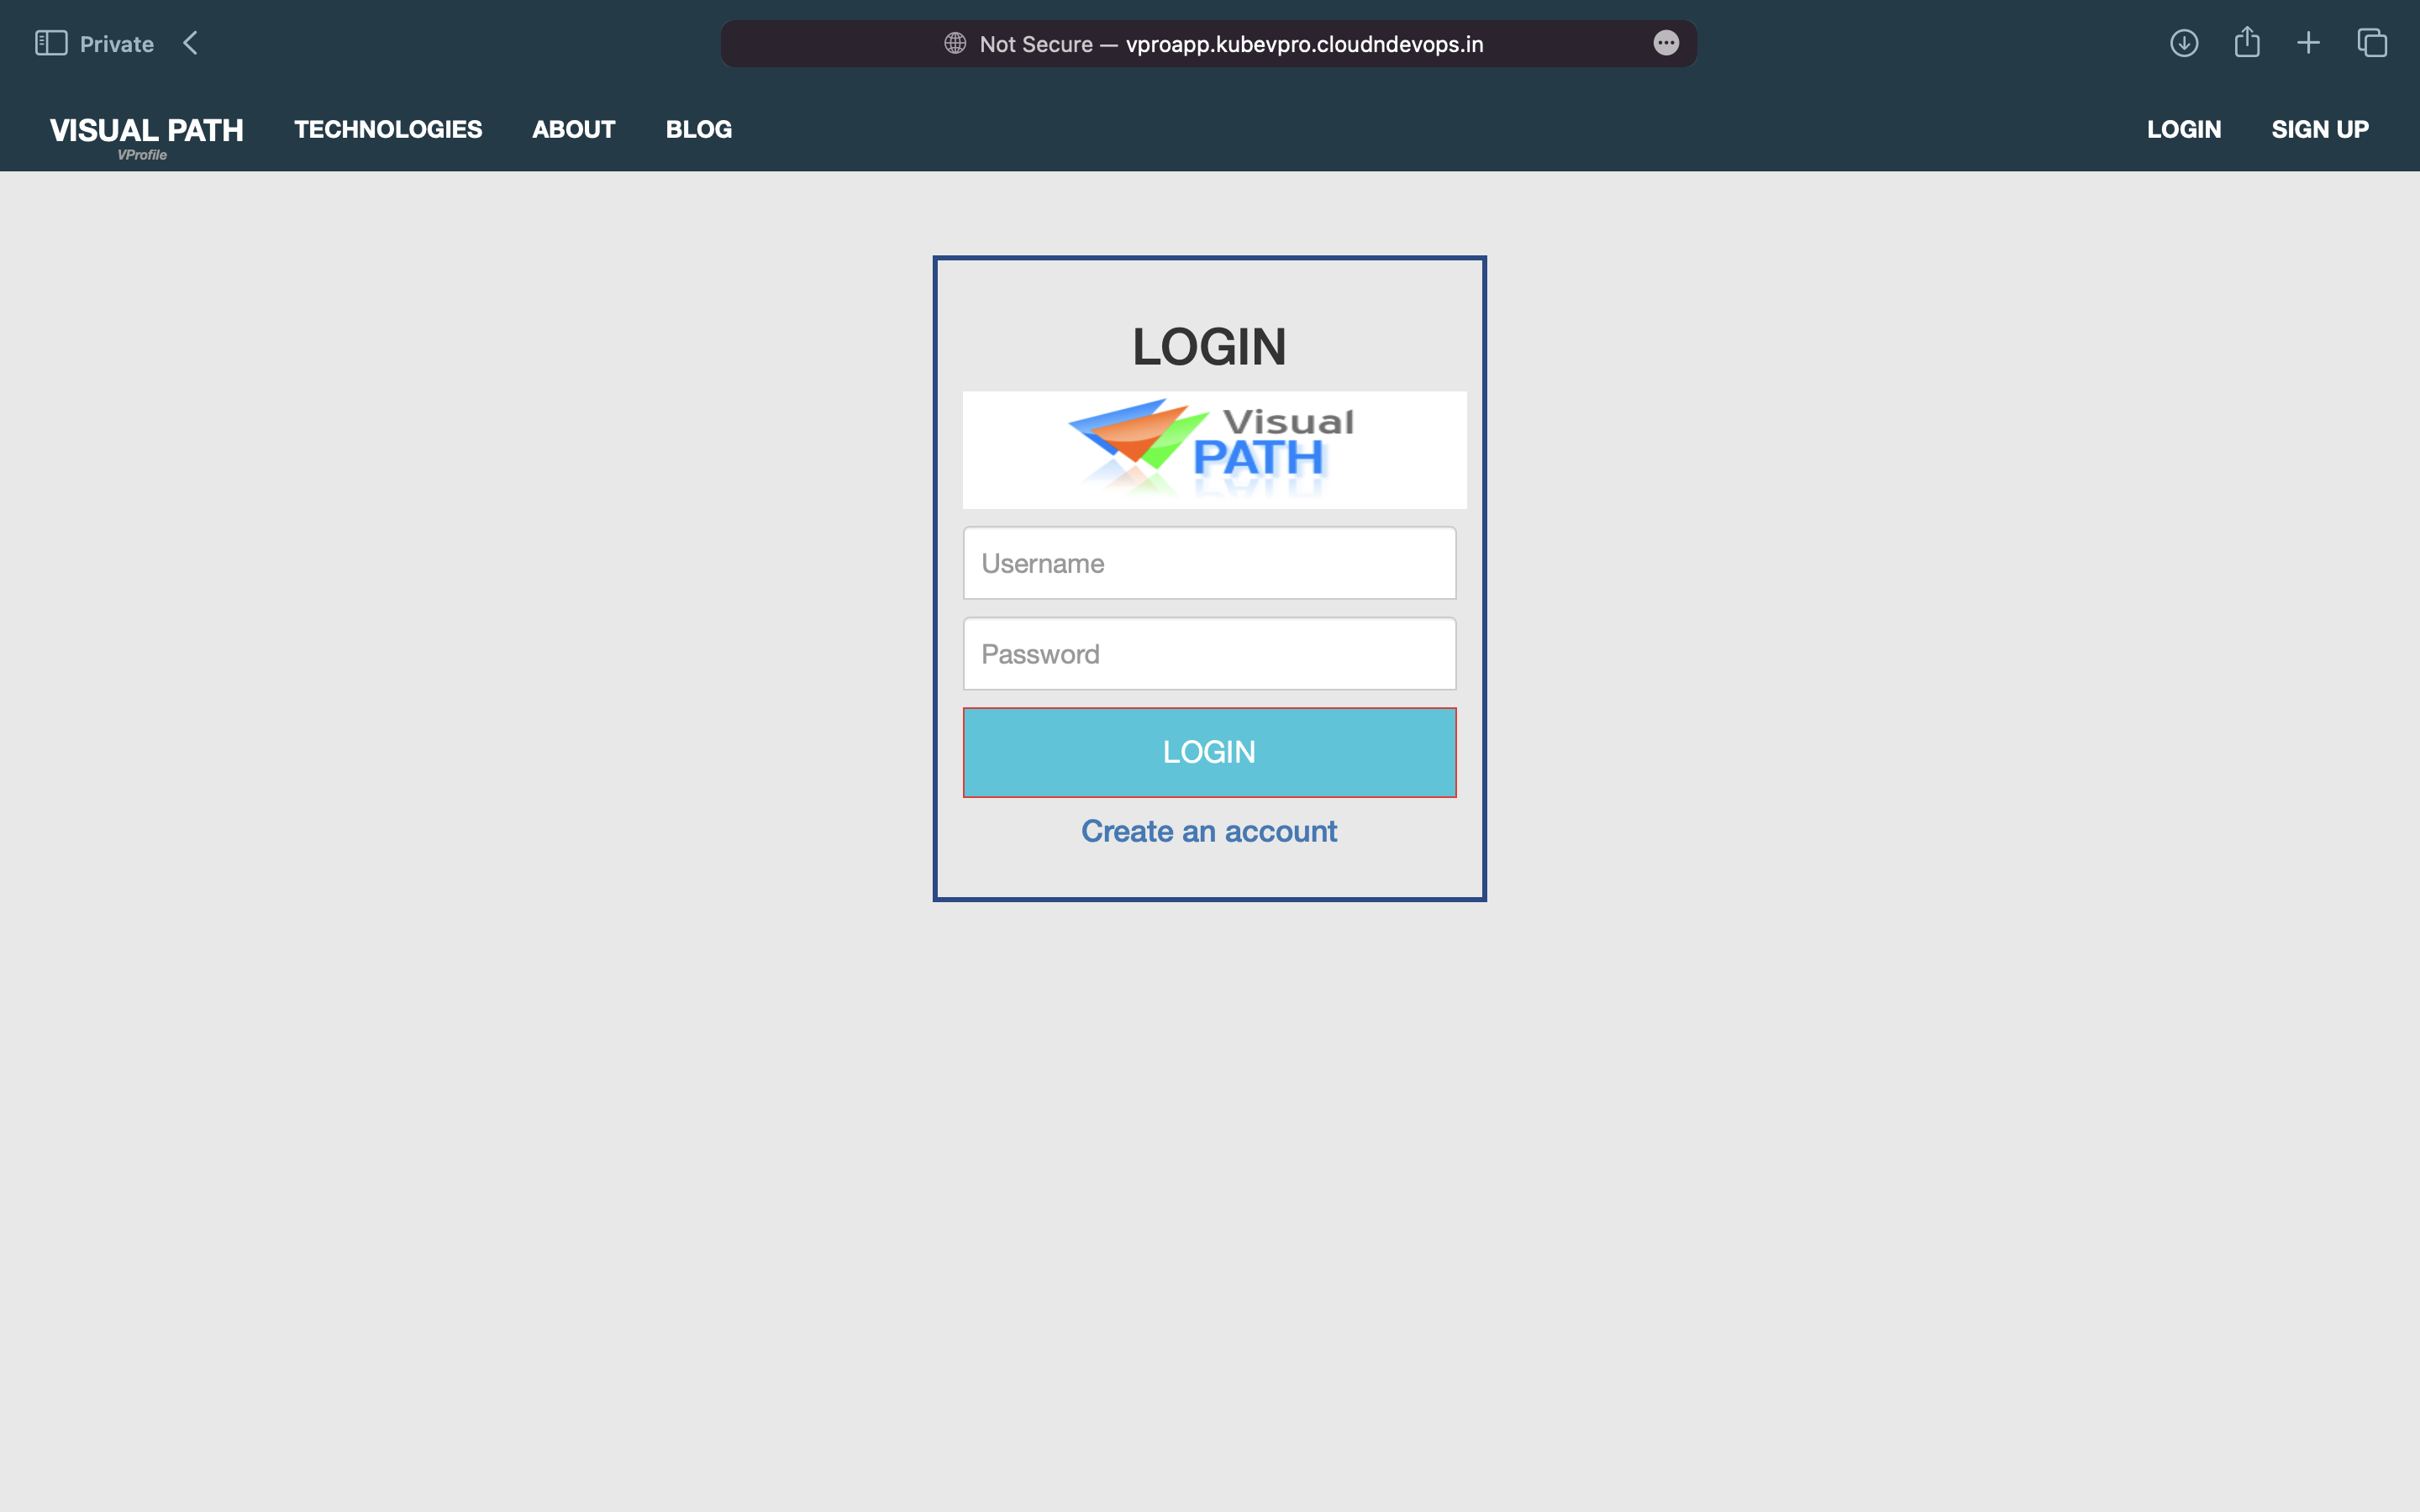 Private
Not Secure — vproapp.kubevpro.cloudndevops.in
VISUAL PATH TECHNOLOGIES ABOUT BLOG LOGIN SIGN UP
VProfile
LOGIN
Visual
PATH
Username
Password
LOGIN
Create an account